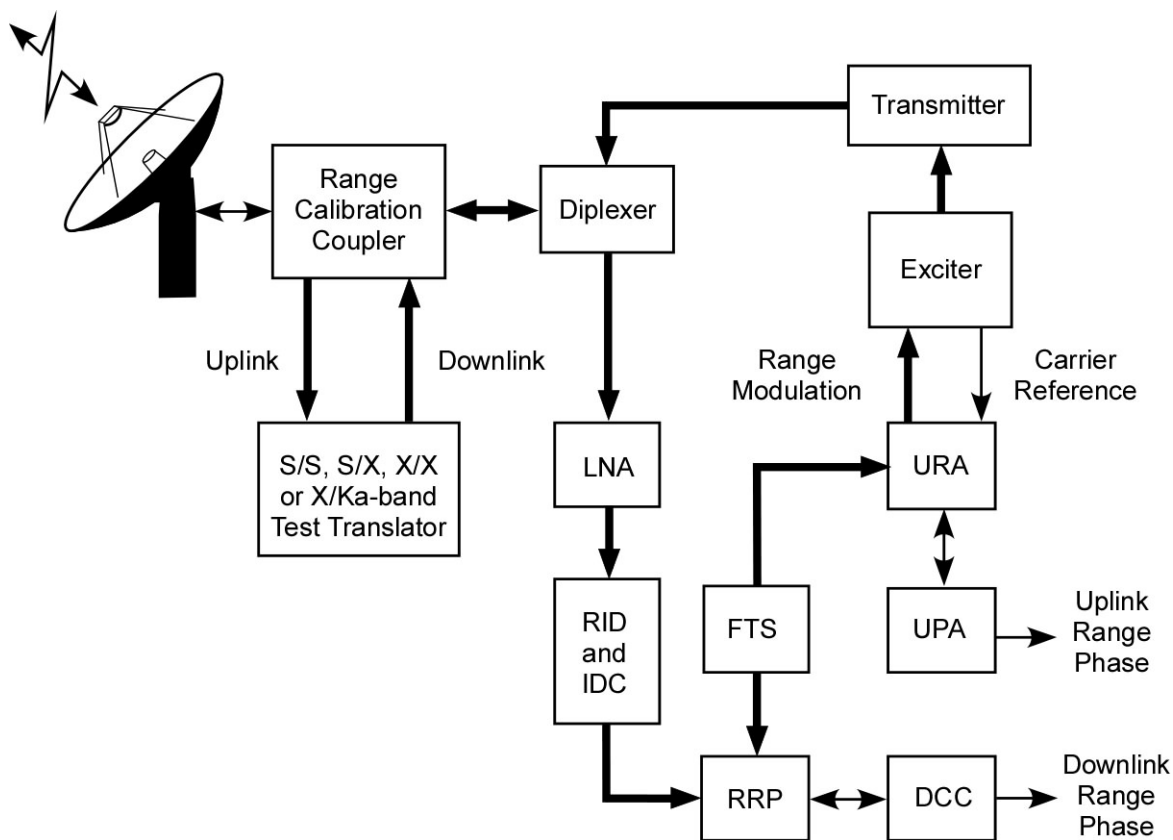 Transmitter
Range
Calibration
Coupler
Diplexer
Exciter
Uplink
Downlink
Range
Modulation
Carrier
Reference
S/S, S/X, X/X
or X/Ka-band
Test Translator
LNA
URA
RID
and
IDC
FTS
UPA
Uplink
Range
Phase
RRP
DCC
Downlink
Range
Phase